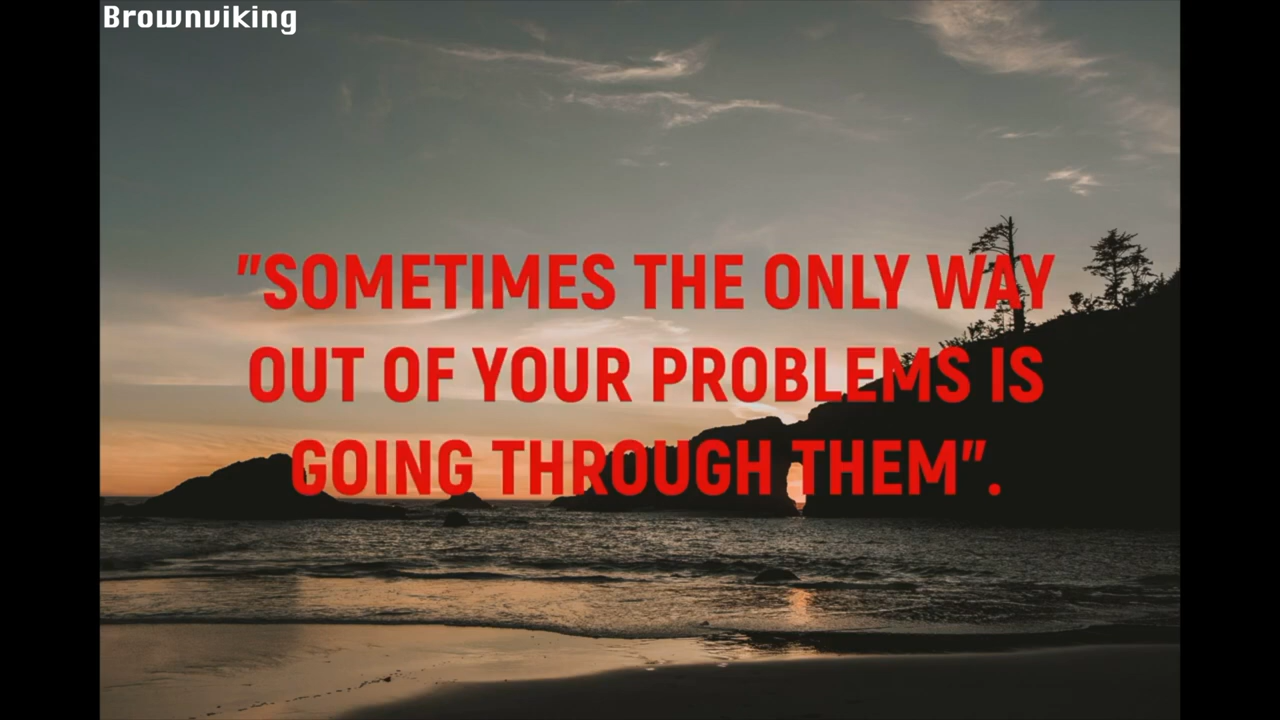 Brownviking
"SOMETIMES THE ONLY WAY
OUT OF YOUR PROBLEMS IS
GOING THROUGH THEM".